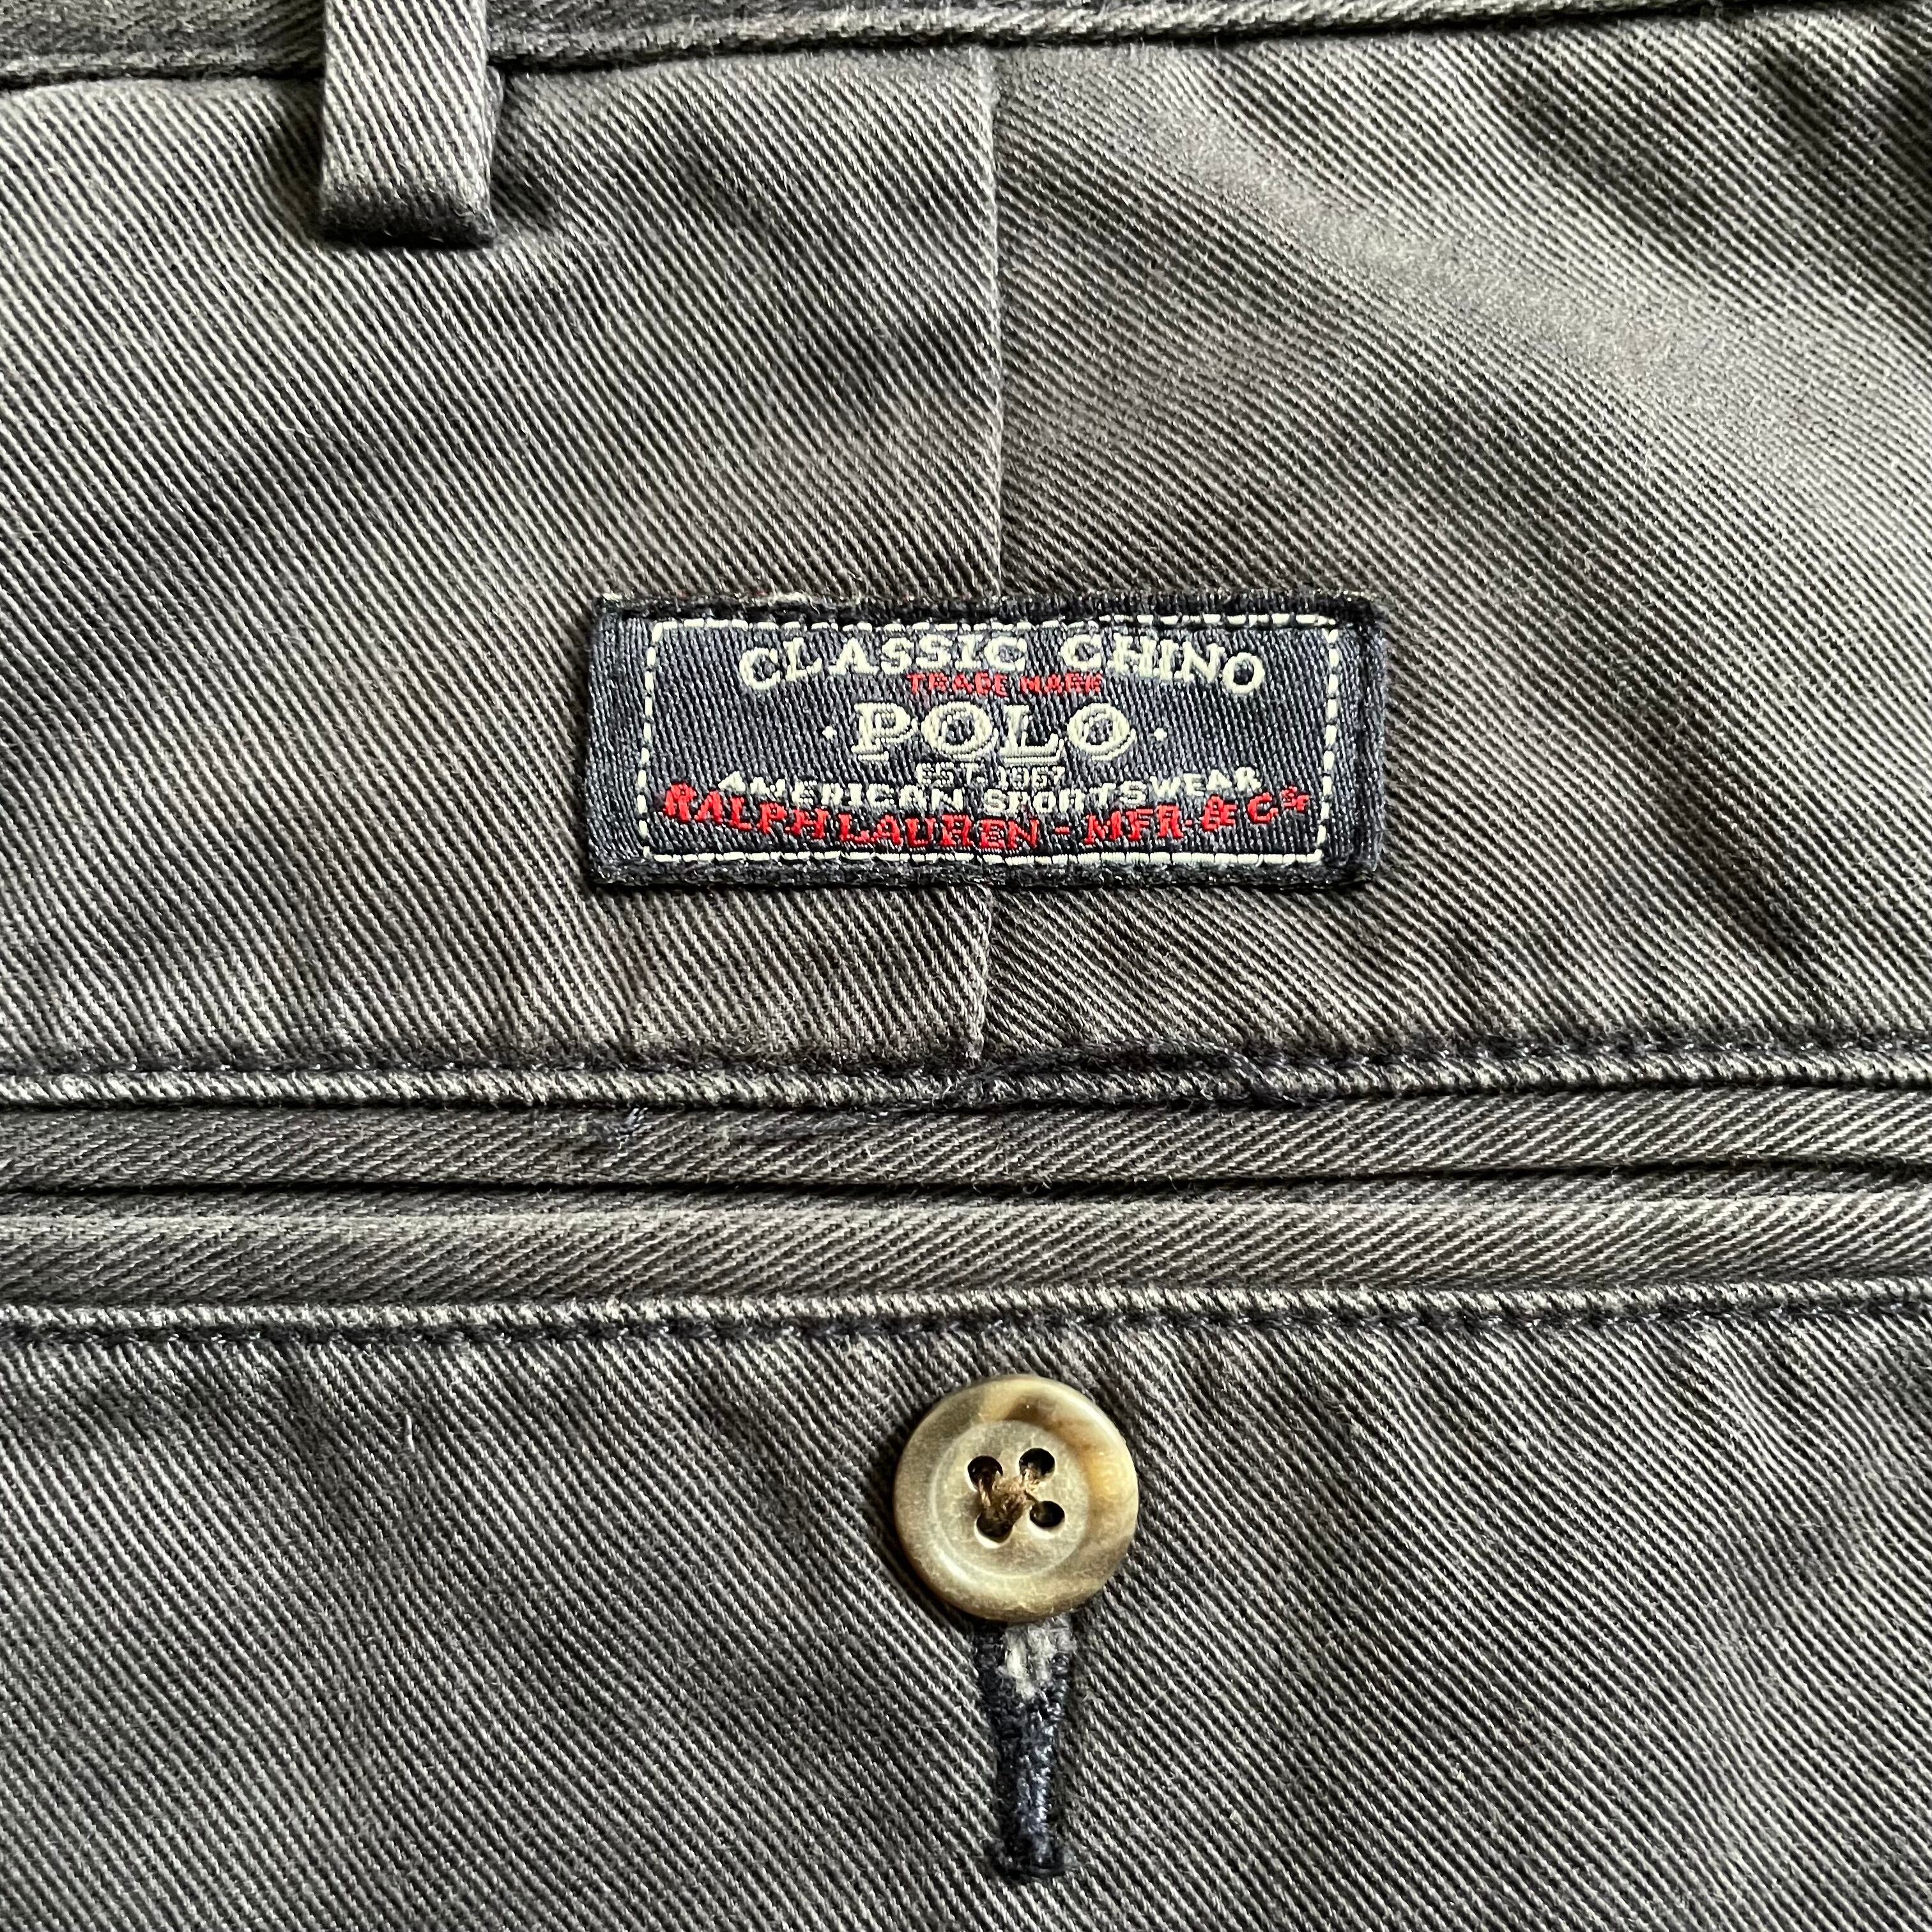 CLASSIC CHINO
TRADE MARK
· POLO ·
EST. 1967
AMERICAN SPORTSWEAR
RALPH LAUREN - MFR. & Co